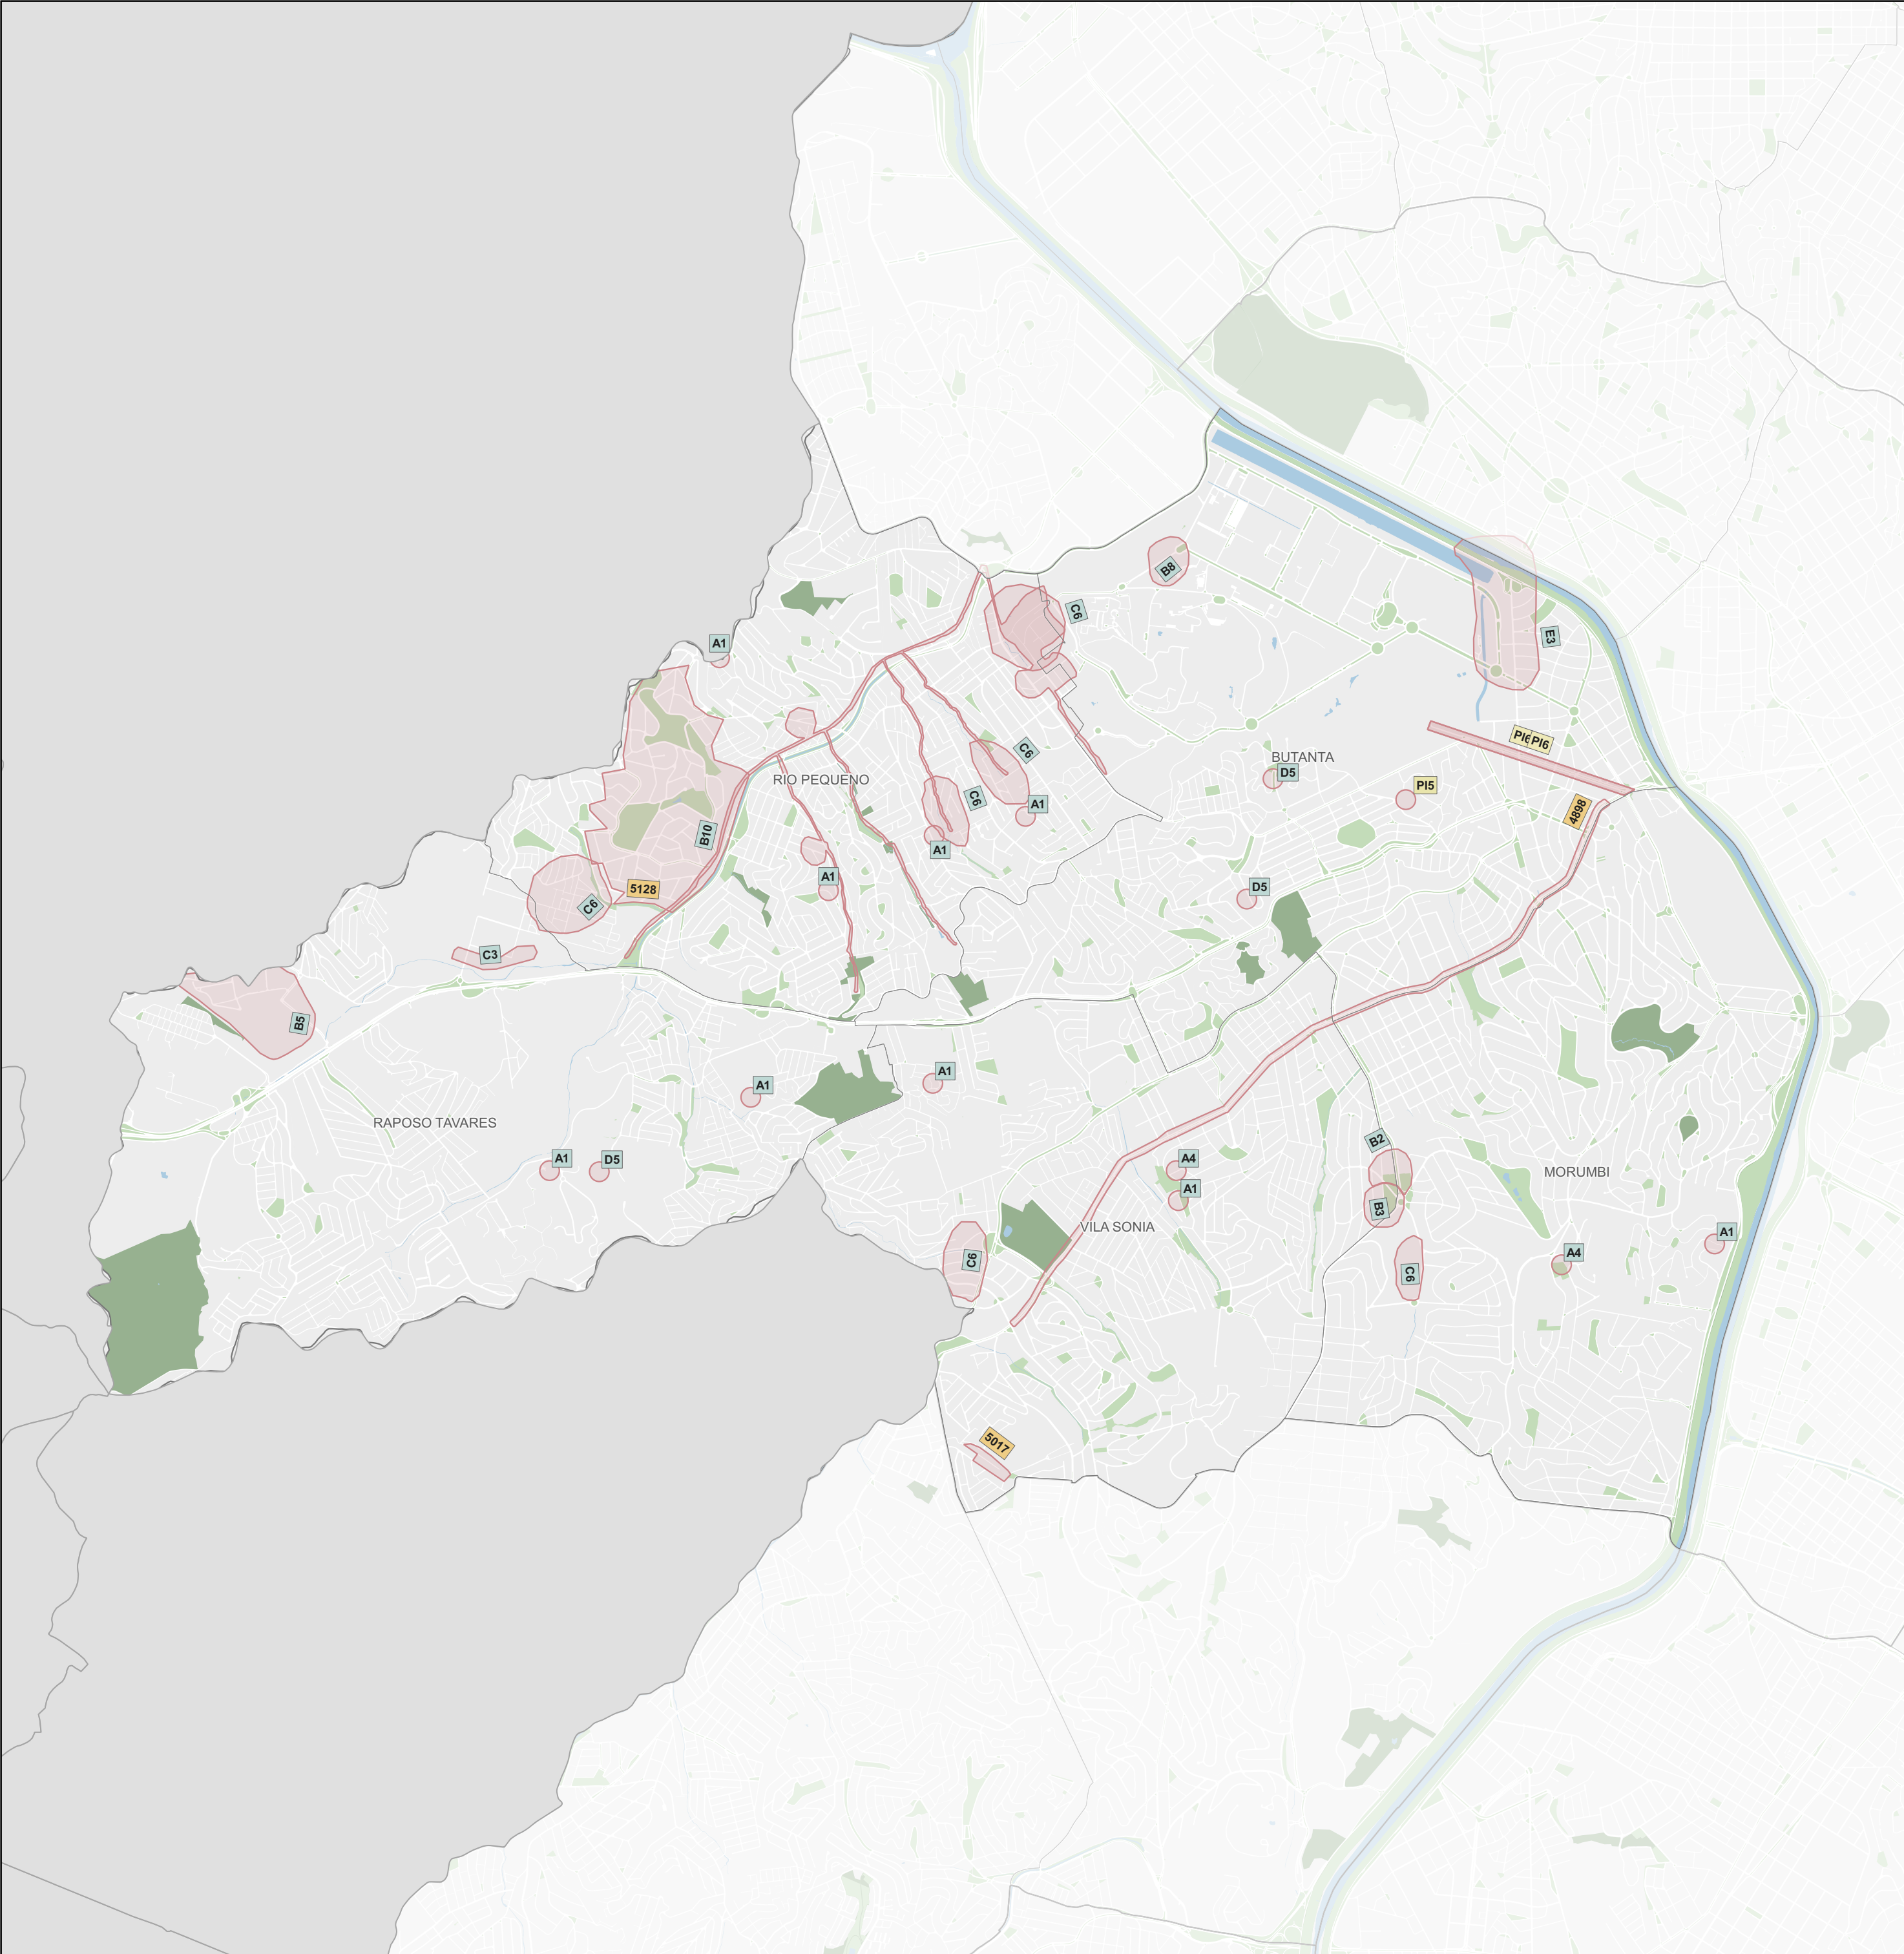 B8
C6
E3
A1
PI6
PI6
C6
BUTANTA
D5
RIO PEQUENO
PI5
C6
A1
4898
B10
A1
A1
5128
D5
C6
C3
B5
A1
A1
RAPOSO TAVARES
B2
A1
D5
A4
MORUMBI
A1
B3
VILA SONIA
A1
C6
A4
C6
5017